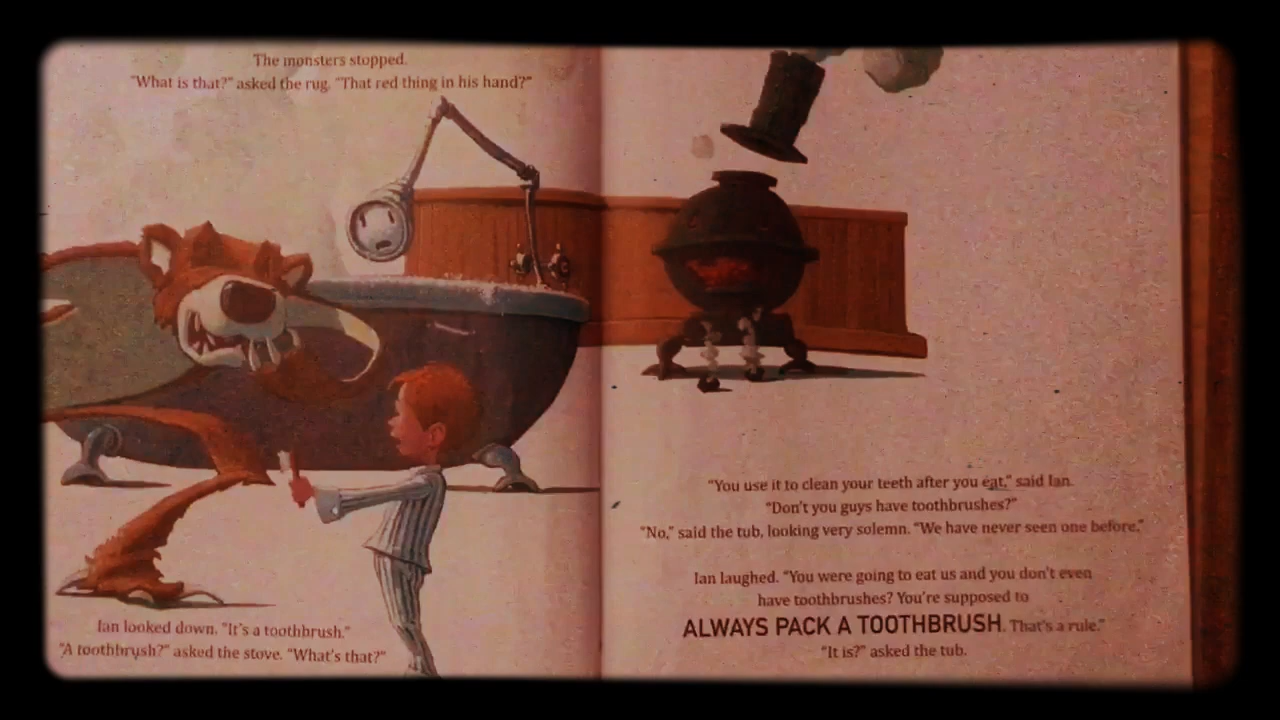 The monsters stopped.
"What is that?" asked the rug. "That red thing in his hand?"
Ian looked down. "It's a toothbrush."
"A toothbrush?" asked the stove. "What's that?"
"You use it to clean your teeth after you eat," said Ian.
"Don't you guys have toothbrushes?"
"No," said the tub, looking very solemn. "We have never seen one before."
Ian laughed. "You were going to eat us and you don't even
have toothbrushes? You're supposed to
ALWAYS PACK A TOOTHBRUSH. That's a rule."
"It is?" asked the tub.